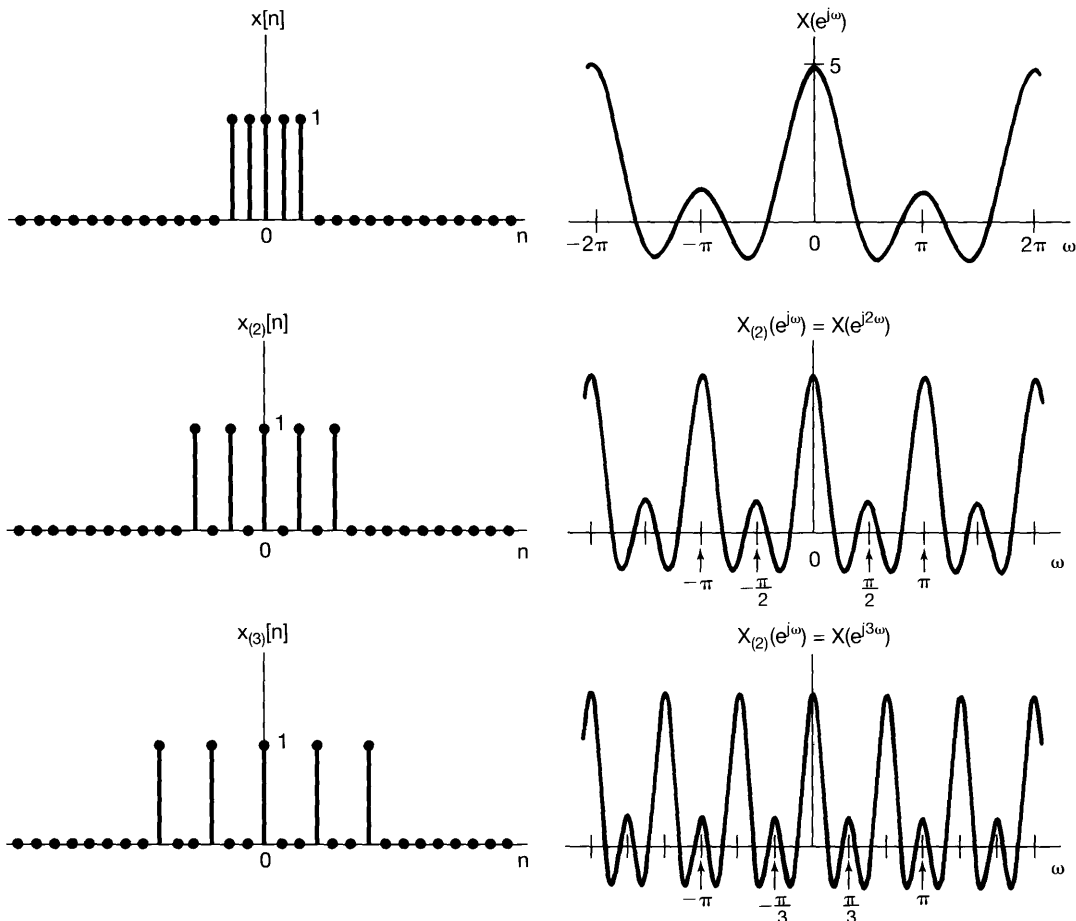 x[n]
1
0
n
X(e^{jω})
5
−2π −π 0 π 2π ω
x_{(2)}[n]
1
0
n
X_{(2)}(e^{jω}) = X(e^{j2ω})
0
ω
−π −π/2 π/2 π
x_{(3)}[n]
1
0
n
X_{(2)}(e^{jω}) = X(e^{j3ω})
ω
−π −π/3 π/3 π